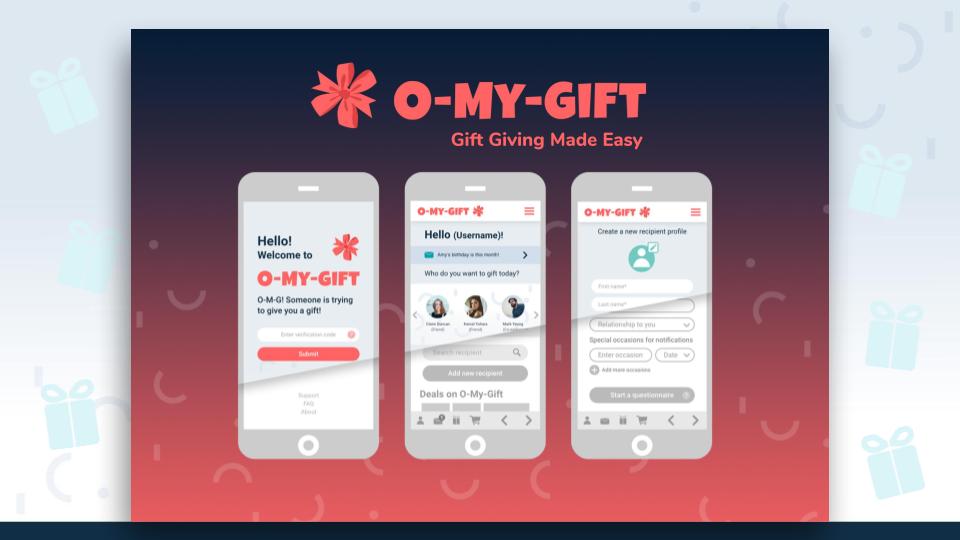 O-MY-GIFT
Gift Giving Made Easy
Hello!
Welcome to
O-MY-GIFT
O-M-G! Someone is trying
to give you a gift!
Enter verification code
?
Submit
Support
FAQ
About
O-MY-GIFT
Hello (Username)!
Amy's birthday is this month!
Who do you want to gift today?
Claire Duncan
(Friend)
Kamal Yohara
(Friend)
Mark Young
Search recipient
Add new recipient
Deals on O-My-Gift
O-MY-GIFT
Create a new recipient profile
First name*
Last name*
Relationship to you
Special occasions for notifications
Enter occasion
Date
Add more occasions
Start a questionnaire